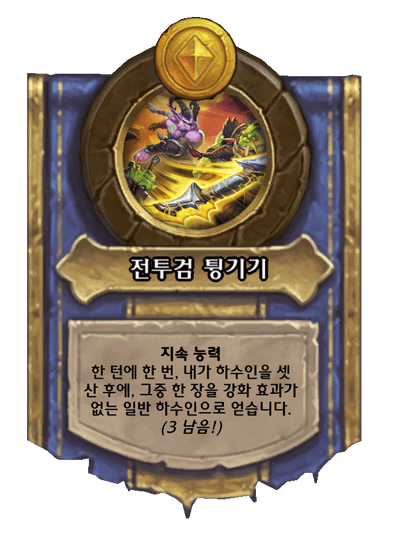 전투검 튕기기
지속 능력
한 턴에 한 번, 내가 하수인을 셋
산 후에, 그중 한 장을 강화 효과가
없는 일반 하수인으로 얻습니다.
(3 남음!)